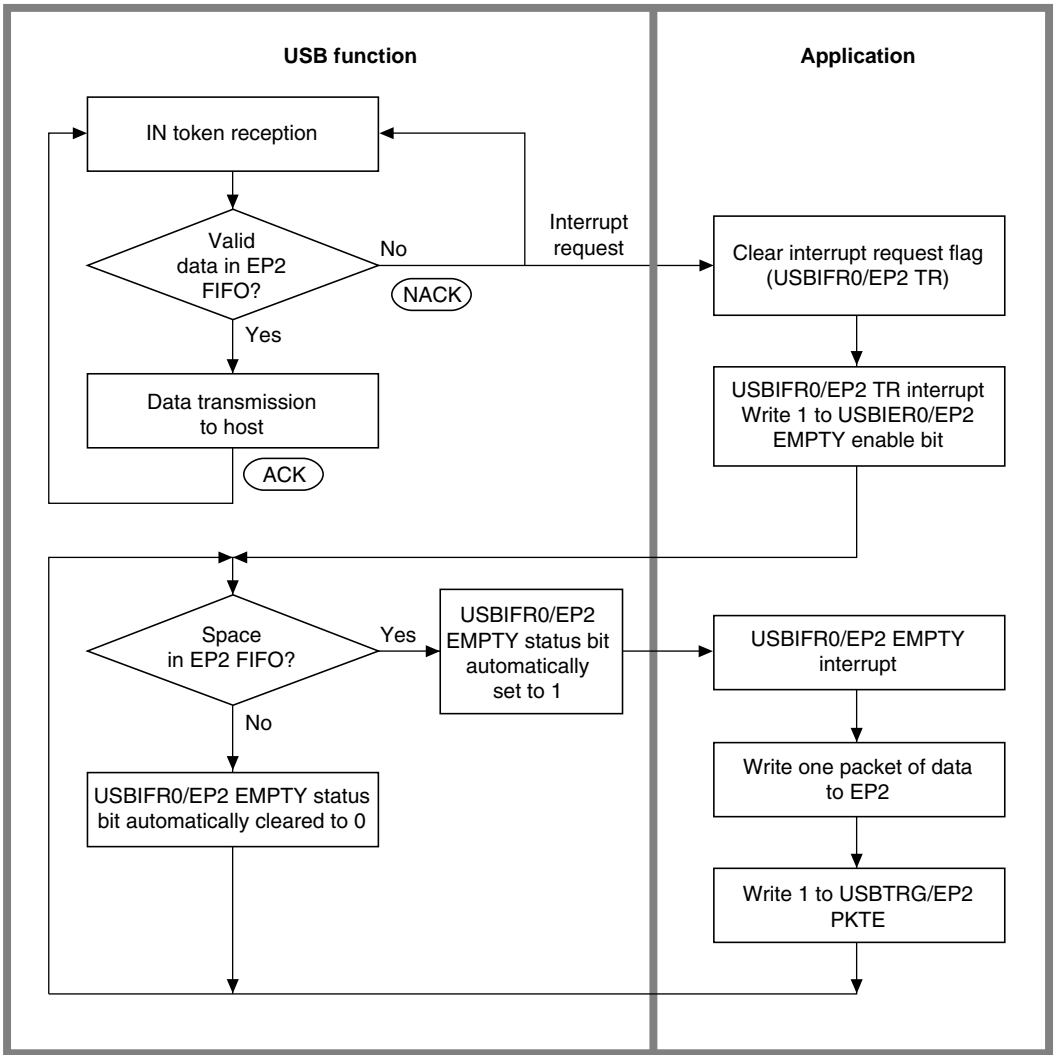 USB function
Application
IN token reception
Valid
data in EP2
FIFO?
No
NACK
Interrupt
request
Clear interrupt request flag
(USBIFR0/EP2 TR)
Yes
Data transmission
to host
ACK
USBIFR0/EP2 TR interrupt
Write 1 to USBIER0/EP2
EMPTY enable bit
Space
in EP2 FIFO?
Yes
USBIFR0/EP2
EMPTY status bit
automatically
set to 1
USBIFR0/EP2 EMPTY
interrupt
No
USBIFR0/EP2 EMPTY status
bit automatically cleared to 0
Write one packet of data
to EP2
Write 1 to USBTRG/EP2
PKTE